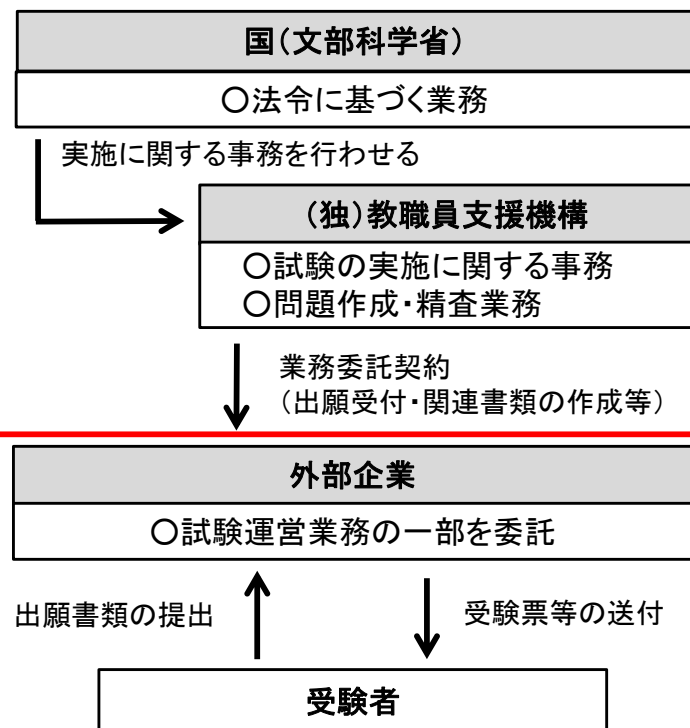 国(文部科学省)
〇法令に基づく業務
実施に関する事務を行わせる
(独)教職員支援機構
〇試験の実施に関する事務
〇問題作成・精査業務
業務委託契約
(出願受付・関連書類の作成等)
外部企業
〇試験運営業務の一部を委託
出願書類の提出
受験票等の送付
受験者